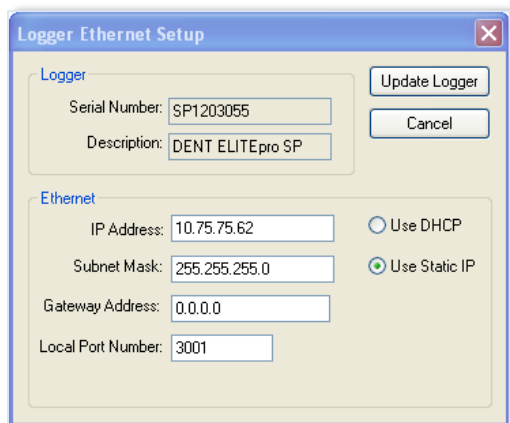 Logger Ethernet Setup
Logger
Serial Number: SP1203055
Description: DENT ELITEpro SP
Update Logger
Cancel
Ethernet
IP Address: 10.75.75.62
Use DHCP
Subnet Mask: 255.255.255.0
Use Static IP
Gateway Address: 0.0.0.0
Local Port Number: 3001